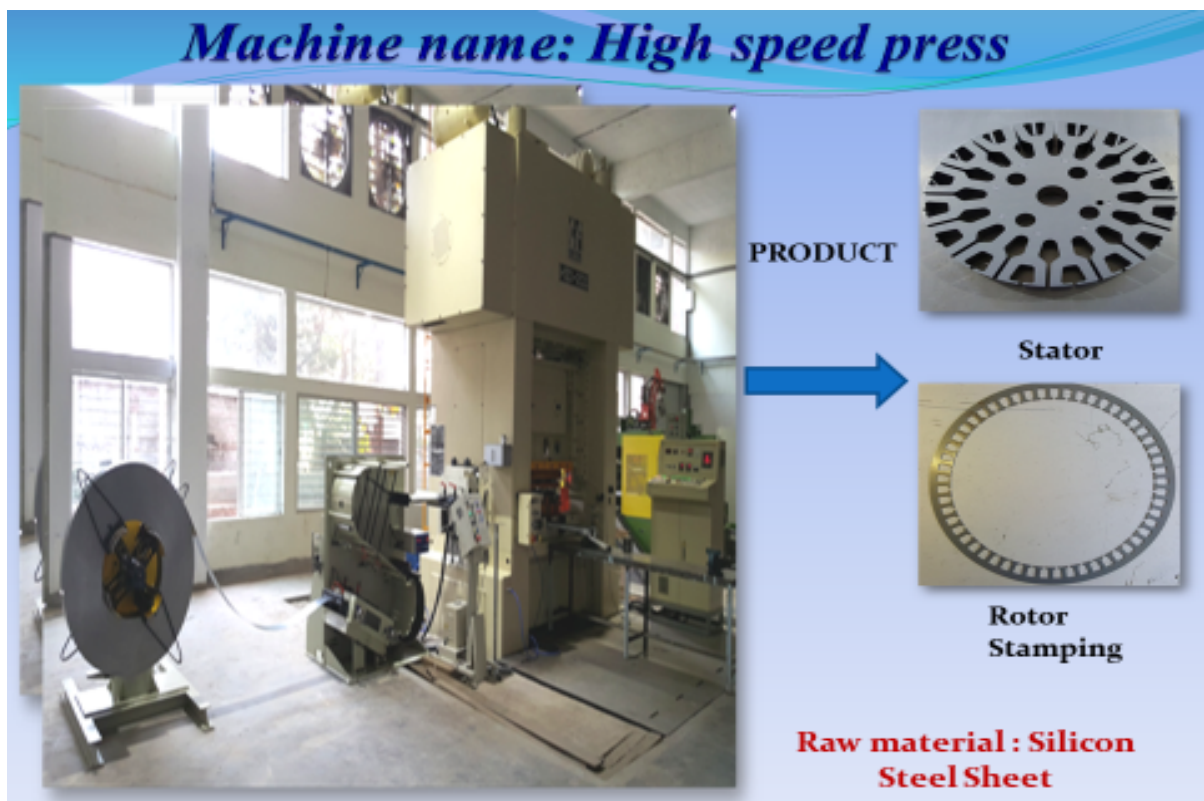 Machine name: High speed press
PRODUCT
Stator
Rotor
Stamping
Raw material : Silicon
Steel Sheet